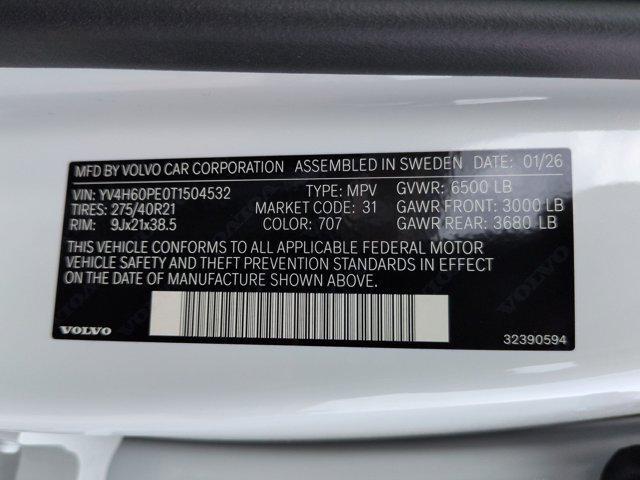 MFD BY VOLVO CAR CORPORATION ASSEMBLED IN SWEDEN DATE: 01/26
VIN: YV4H60PE0T1504532 TYPE: MPV GVWR: 6500 LB
TIRES: 275/40R21 MARKET CODE: 31 GAWR FRONT: 3000 LB
RIM: 9Jx21x38.5 COLOR: 707 GAWR REAR: 3680 LB
THIS VEHICLE CONFORMS TO ALL APPLICABLE FEDERAL MOTOR
VEHICLE SAFETY AND THEFT PREVENTION STANDARDS IN EFFECT
ON THE DATE OF MANUFACTURE SHOWN ABOVE.
VOLVO 32390594